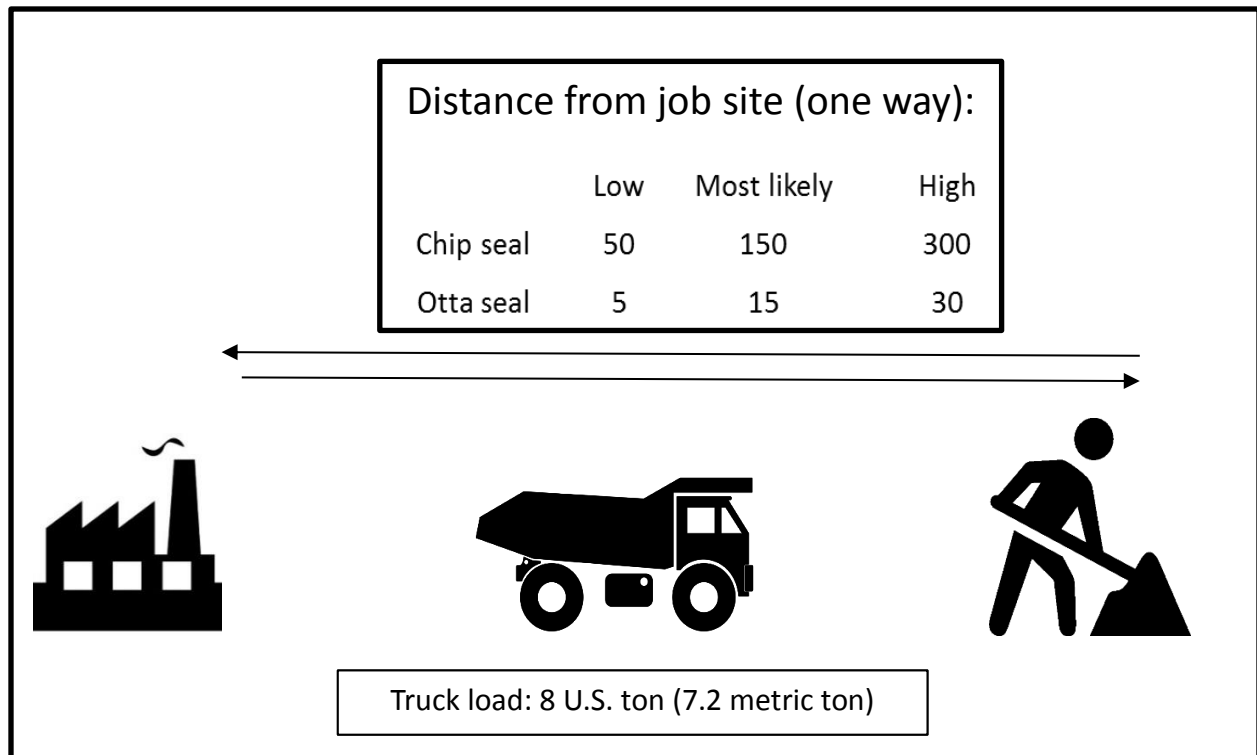 Distance from job site (one way):
Low Most likely High
Chip seal 50 150 300
Otta seal 5 15 30
Truck load: 8 U.S. ton (7.2 metric ton)